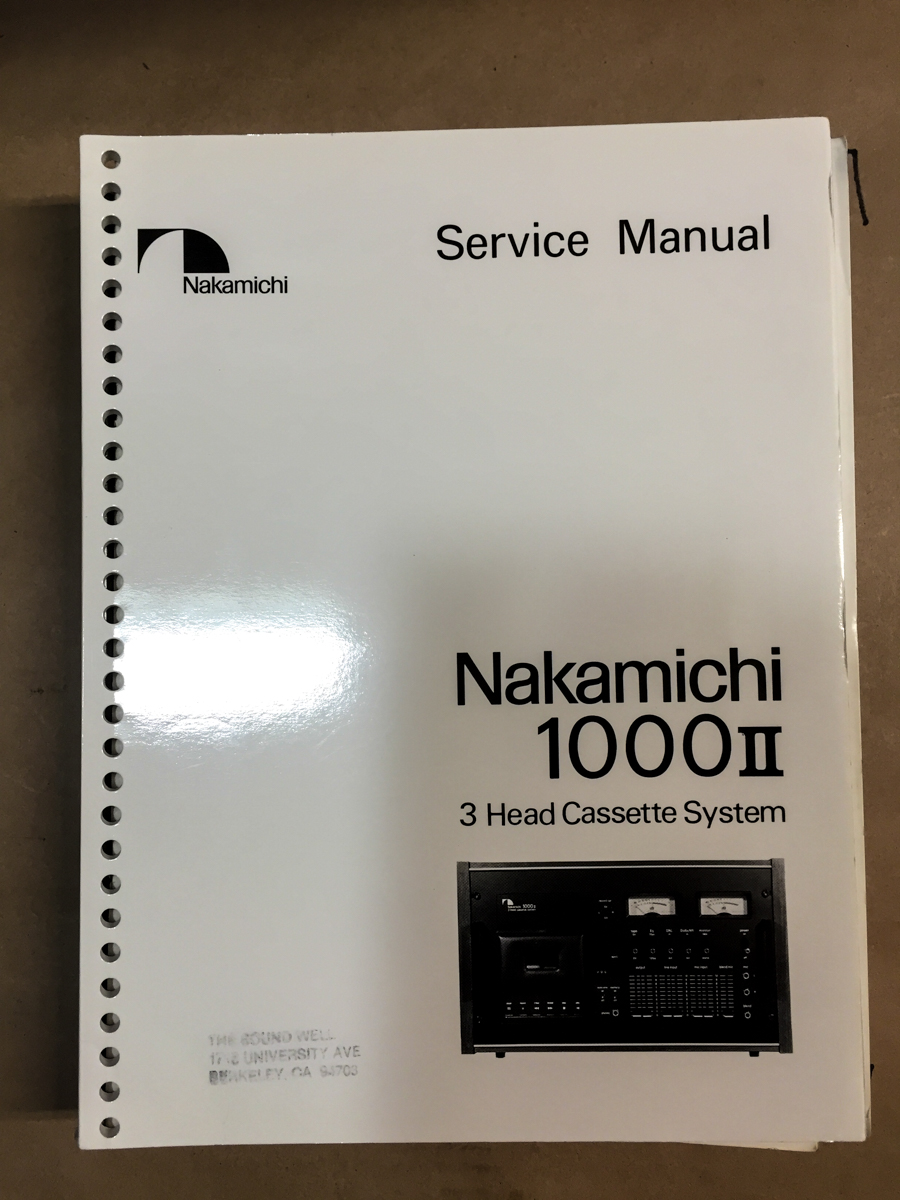 Service Manual
Nakamichi
Nakamichi
1000II
3 Head Cassette System
THE SOUND WELL
UNIVERSITY AVE
BERKELEY, CA 94703